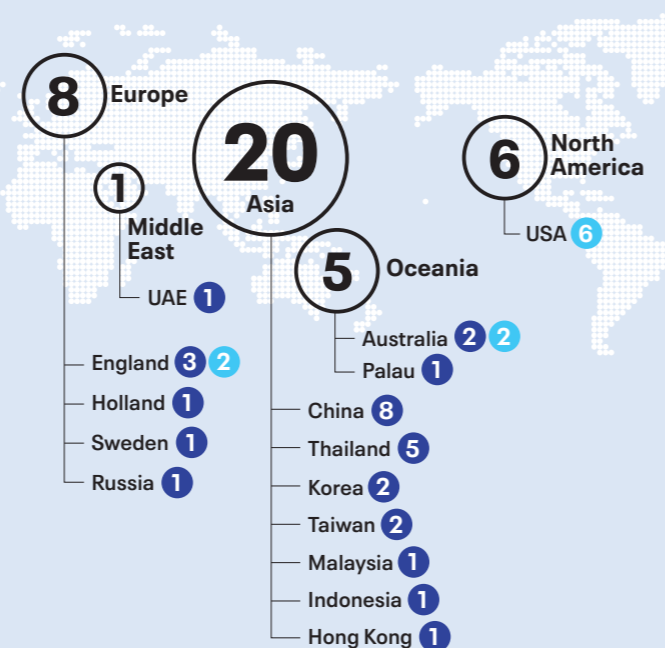 8 Europe
England 3 2
Holland 1
Sweden 1
Russia 1
1
Middle
East
UAE 1
20
Asia
China 8
Thailand 5
Korea 2
Taiwan 2
Malaysia 1
Indonesia 1
Hong Kong 1
5 Oceania
Australia 2 2
Palau 1
6 North
America
USA 6